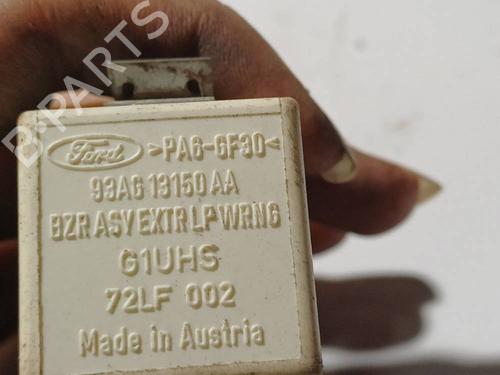 B-PARTS
Ford >PA6-GF30<
93AG 13150 AA
BZR ASY EXTR LP WRNG
G1UHS
72LF 002
Made in Austria